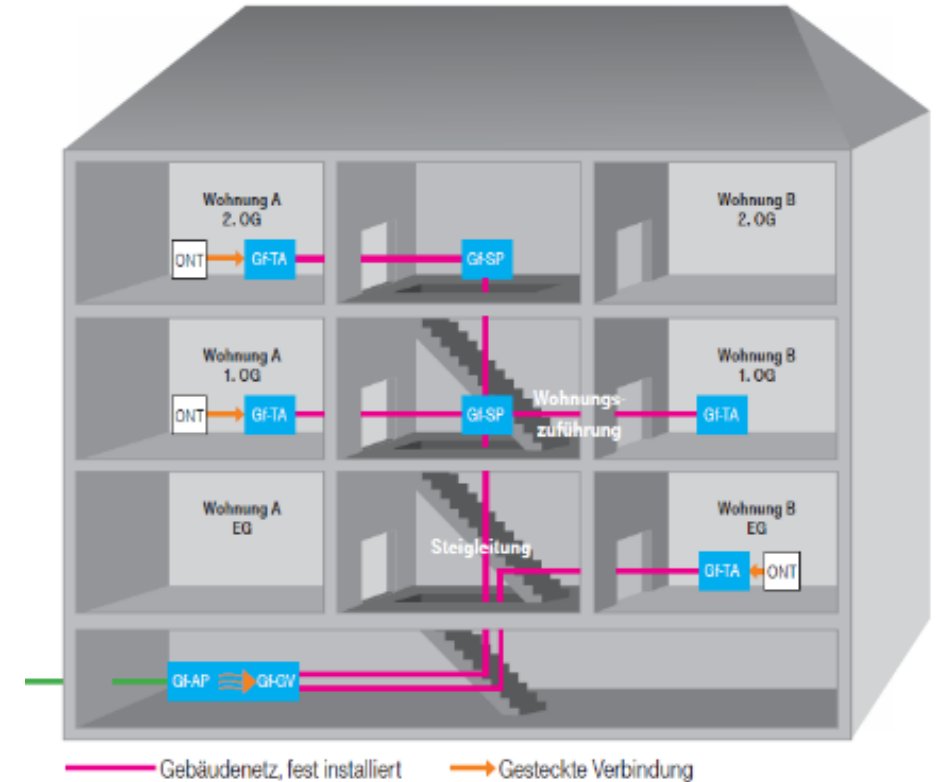 Wohnung A
2. OG
Wohnung B
2. OG
ONT
Gf-TA
Gf-SP
Wohnung A
1. OG
Wohnung B
1. OG
ONT
Gf-TA
Gf-SP
Wohnungs-
zuführung
Gf-TA
Wohnung A
EG
Wohnung B
EG
Steigleitung
Gf-TA
ONT
Gf-AP
Gf-GV
Gebäudenetz, fest installiert
Gesteckte Verbindung